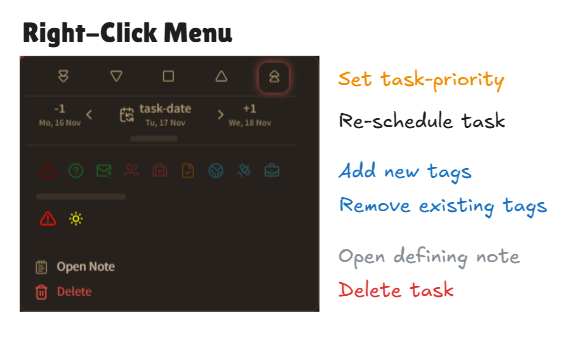 Right-Click Menu
Set task-priority
-1 task-date +1
Mo, 16 Nov Tu, 17 Nov We, 18 Nov
Re-schedule task
Add new tags
Remove existing tags
Open Note
Open defining note
Delete
Delete task